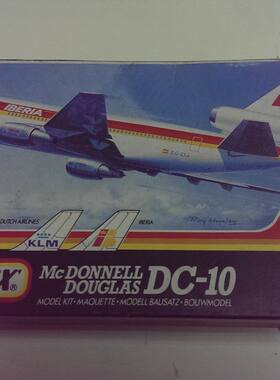 IBERIA
DUTCH AIRLINES
KLM
IBERIA
X
McDONNELL
DOUGLAS DC-10
MODEL KIT • MAQUETTE • MODELL BAUSATZ • BOUWMODEL